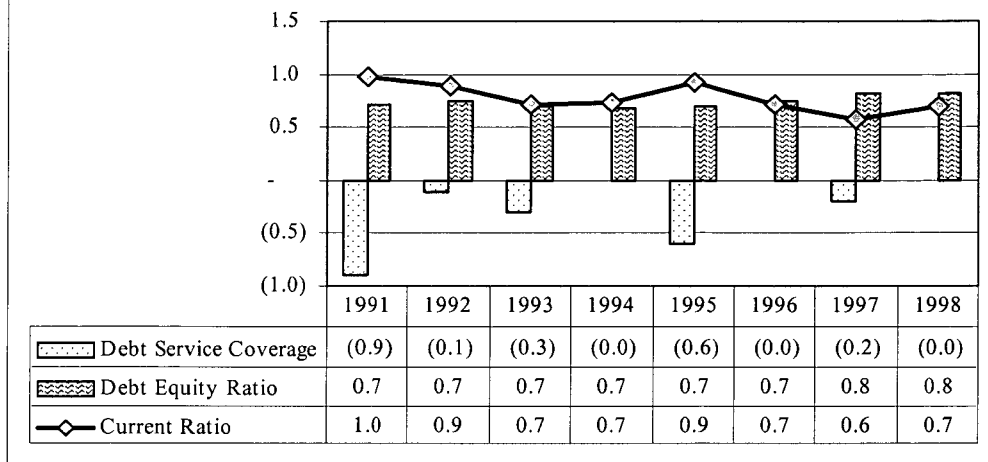 1.5
1.0
0.5
-
(0.5)
(1.0)
1991 1992 1993 1994 1995 1996 1997 1998
Debt Service Coverage (0.9) (0.1) (0.3) (0.0) (0.6) (0.0) (0.2) (0.0)
Debt Equity Ratio 0.7 0.7 0.7 0.7 0.7 0.7 0.8 0.8
Current Ratio 1.0 0.9 0.7 0.7 0.9 0.7 0.6 0.7